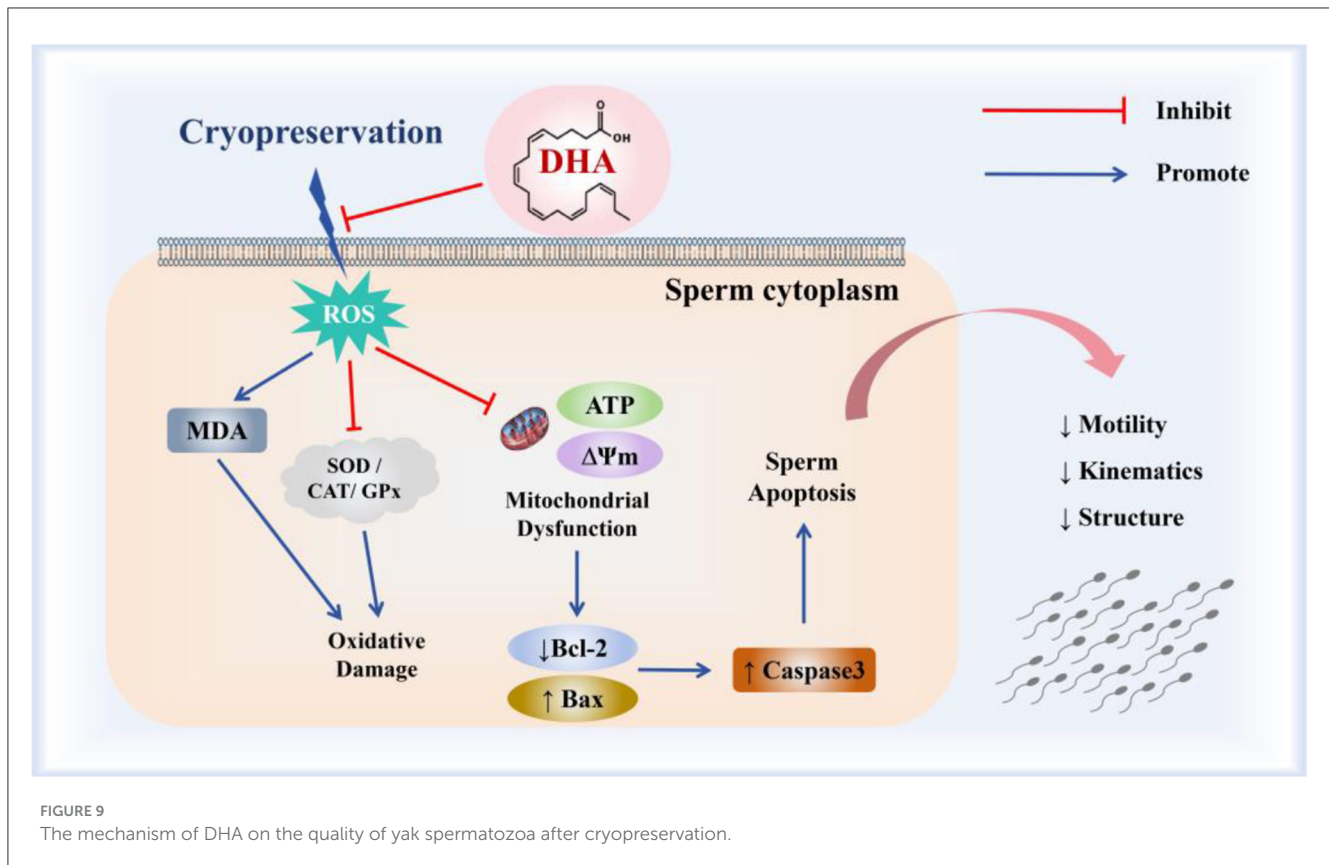 Cryopreservation
O
OH
DHA
Inhibit
Promote
Sperm cytoplasm
ROS
MDA
SOD /
CAT/ GPx
ATP
ΔΨm
Mitochondrial
Dysfunction
Sperm
Apoptosis
↓ Motility
↓ Kinematics
↓ Structure
Oxidative
Damage
↓Bcl-2
↑ Bax
↑ Caspase3
FIGURE 9
The mechanism of DHA on the quality of yak spermatozoa after cryopreservation.